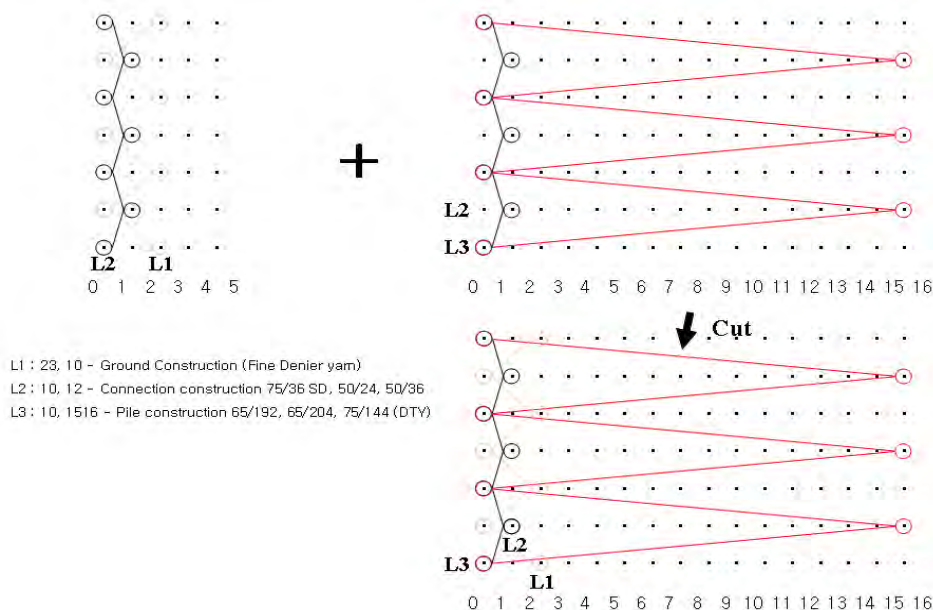 L2 L1
0 1 2 3 4 5
+
L2
L3
0 1 2 3 4 5 6 7 8 9 10 11 12 13 14 15 16
Cut
L1 : 23, 10 - Ground Construction (Fine Denier yarn)
L2 : 10, 12 - Connection construction 75/36 SD, 50/24, 50/36
L3 : 10, 1516 - Pile construction 65/192, 65/204, 75/144 (DTY)
L2
L3
L1
0 1 2 3 4 5 6 7 8 9 10 11 12 13 14 15 16